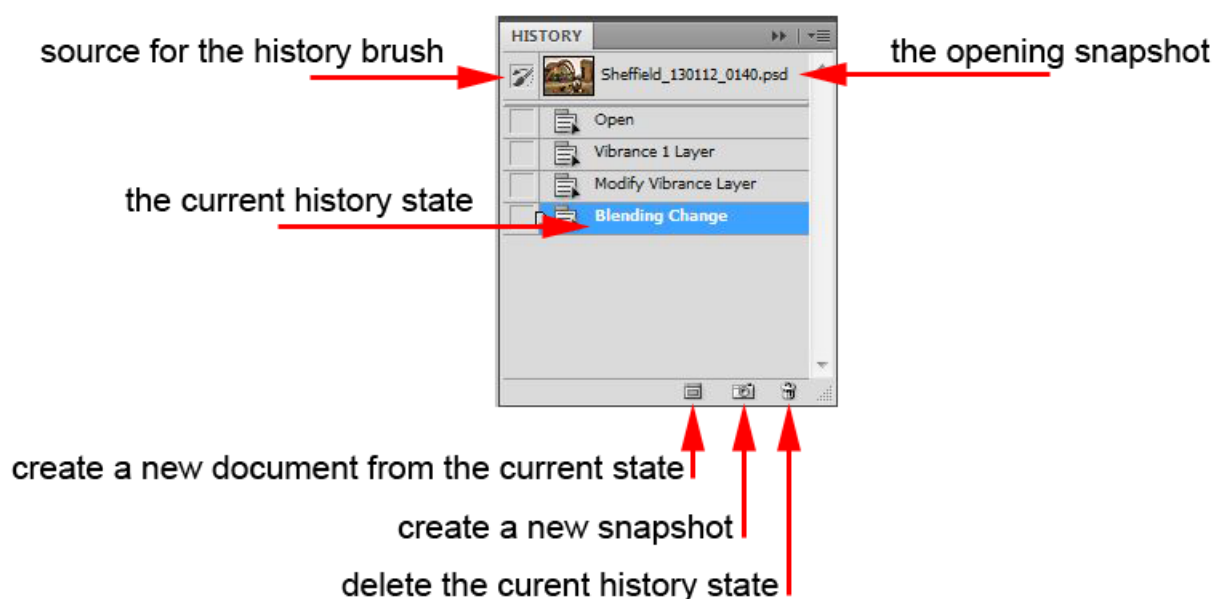 HISTORY
source for the history brush
the opening snapshot
Sheffield_130112_0140.psd
Open
Vibrance 1 Layer
Modify Vibrance Layer
the current history state
Blending Change
create a new document from the current state
create a new snapshot
delete the curent history state